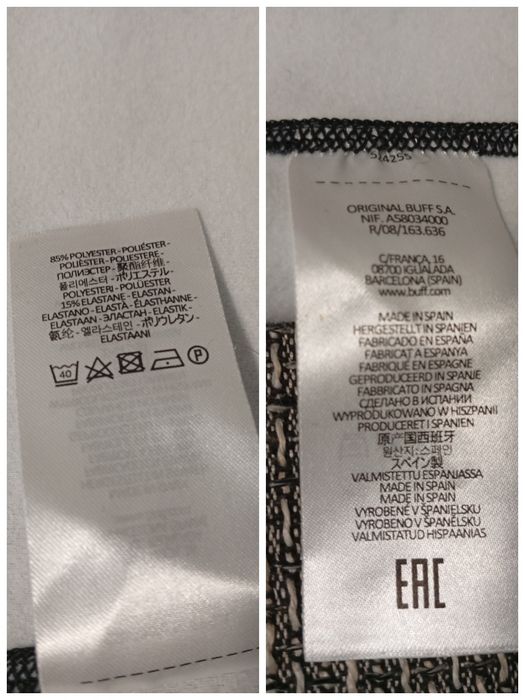 85% POLYESTER - POLIÉSTER -
POLIÈSTER - POLIESTERE -
ПОЛИЭСТЕР - 聚酯纤维 -
폴리에스터 - ポリエステル -
POLYESTERI - POLÜESTER
15% ELASTANE - ELASTAN -
ELASTANO - ELASTÀ - ÉLASTHANNE -
ELASTAAN - ЭЛАСТАН - ELASTIK -
氨纶 - 엘라스테인 - ポリウレタン -
ELASTAANI
40
P
514255
ORIGINAL BUFF S.A.
NIF. A58034000
R/08/163.636
C/FRANÇA, 16
08700 IGUALADA
BARCELONA (SPAIN)
www.buff.com
MADE IN SPAIN
HERGESTELLT IN SPANIEN
FABRICADO EN ESPAÑA
FABRICAT A ESPANYA
FABRIQUÉ EN ESPAGNE
GEPRODUCEERD IN SPANJE
FABBRICATO IN SPAGNA
СДЕЛАНО В ИСПАНИИ
WYPRODUKOWANO W HISZPANII
PRODUCERET I SPANIEN
原产国西班牙
원산지 : 스페인
スペイン製
VALMISTETTU ESPANJASSA
MADE IN SPAIN
MADE IN SPAIN
VYROBENÉ V ŠPANIELSKU
VYROBENO V ŠPANĚLSKU
VALMISTATUD HISPAANIAS
EAC